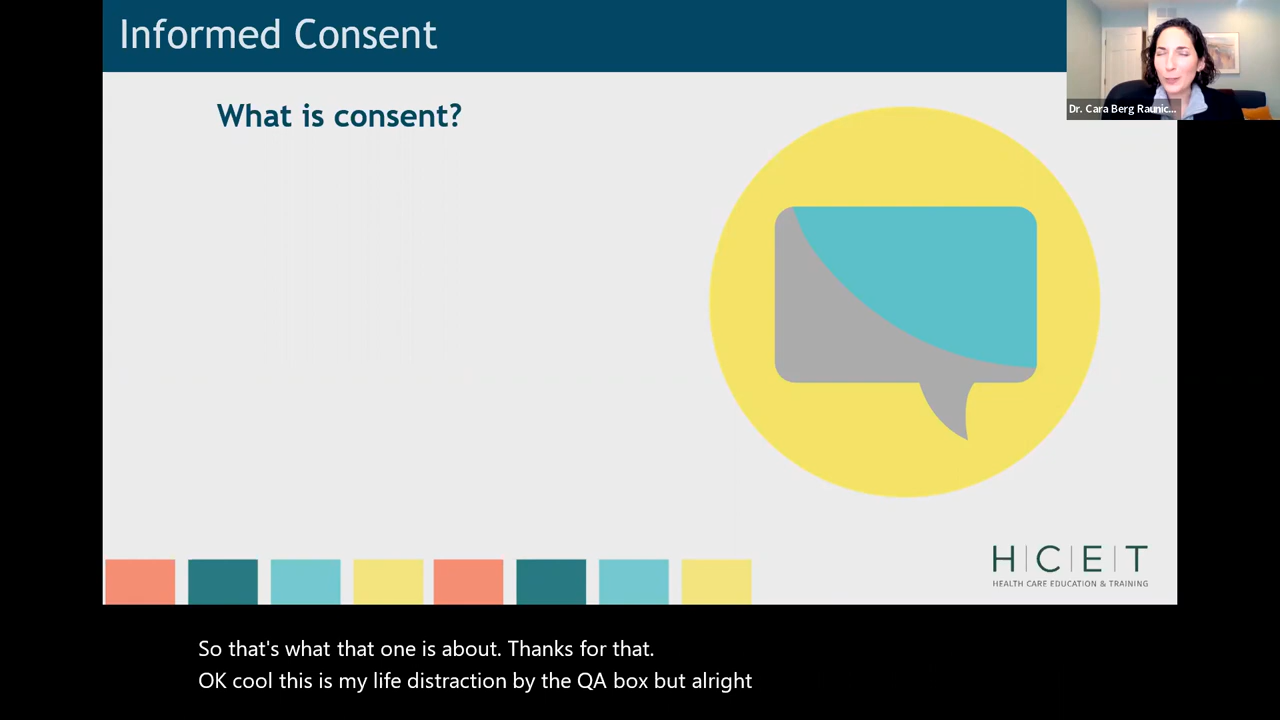 Informed Consent
What is consent?
Dr. Cara Berg Raunic...
H|C|E|T
HEALTH CARE EDUCATION & TRAINING
So that's what that one is about. Thanks for that.
OK cool this is my life distraction by the QA box but alright